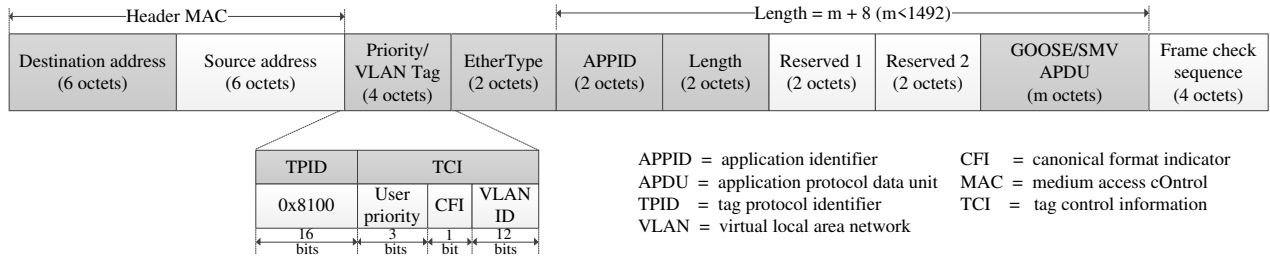 Header MAC
Length = m + 8 (m<1492)
Destination address
(6 octets)
Source address
(6 octets)
Priority/
VLAN Tag
(4 octets)
EtherType
(2 octets)
APPID
(2 octets)
Length
(2 octets)
Reserved 1
(2 octets)
Reserved 2
(2 octets)
GOOSE/SMV
APDU
(m octets)
Frame check
sequence
(4 octets)
TPID
TCI
0x8100
User
priority
CFI
VLAN
ID
16
bits
3
bits
1
bit
12
bits
APPID = application identifier
APDU = application protocol data unit
TPID = tag protocol identifier
VLAN = virtual local area network
CFI = canonical format indicator
MAC = medium access cOntrol
TCI = tag control information